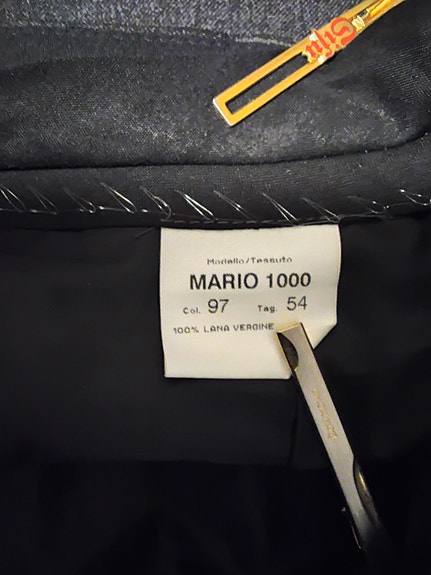 Modello/Tessuto
MARIO 1000
Col. 97 Tag. 54
100% LANA VERGINE